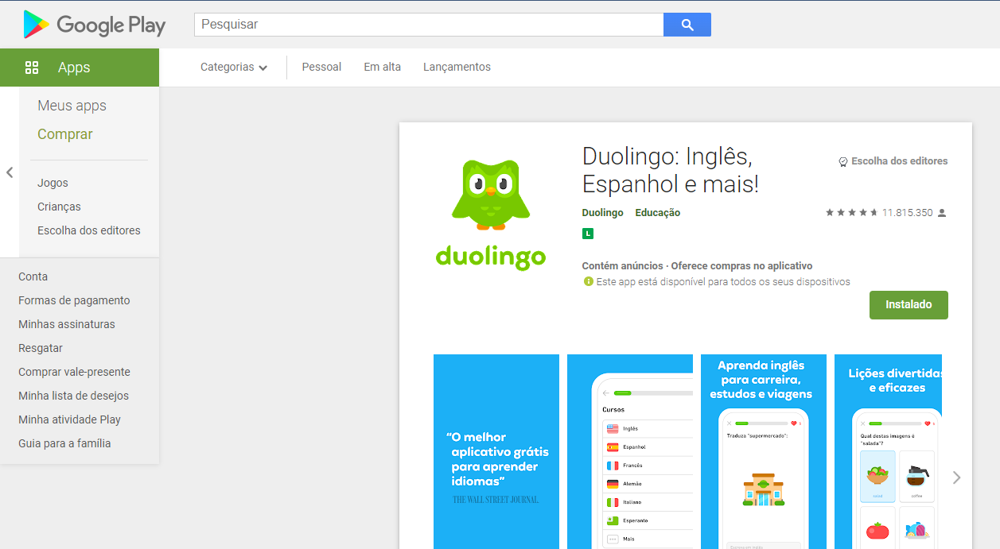 Google Play
Pesquisar
Apps
Categorias
Pessoal
Em alta
Lançamentos
Meus apps
Comprar
Jogos
Crianças
Escolha dos editores
Conta
Formas de pagamento
Minhas assinaturas
Resgatar
Comprar vale-presente
Minha lista de desejos
Minha atividade Play
Guia para a família
duolingo
Duolingo: Inglês,
Espanhol e mais!
Escolha dos editores
Duolingo Educação
11.815.350
L
Contém anúncios · Oferece compras no aplicativo
Este app está disponível para todos os seus dispositivos
Instalado
“O melhor
aplicativo grátis
para aprender
idiomas”
THE WALL STREET JOURNAL
Cursos
Inglês
Espanhol
Francês
Alemão
Italiano
Esperanto
Mais
Aprenda inglês
para carreira,
estudos e viagens
Traduza "supermercado":
Escreva em inglês
Lições divertidas
e eficazes
Qual destas imagens é
"salada"?
salad
coffee